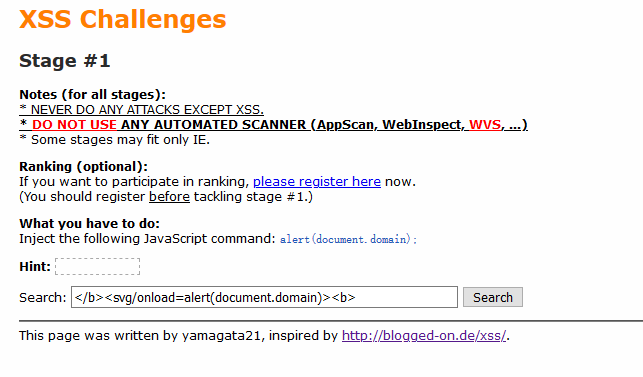 XSS Challenges
Stage #1
Notes (for all stages):
* NEVER DO ANY ATTACKS EXCEPT XSS.
* DO NOT USE ANY AUTOMATED SCANNER (AppScan, WebInspect, WVS, ...)
* Some stages may fit only IE.
Ranking (optional):
If you want to participate in ranking, please register here now.
(You should register before tackling stage #1.)
What you have to do:
Inject the following JavaScript command: alert(document.domain);
Hint:
Search: </b><svg/onload=alert(document.domain)><b> Search
This page was written by yamagata21, inspired by http://blogged-on.de/xss/.